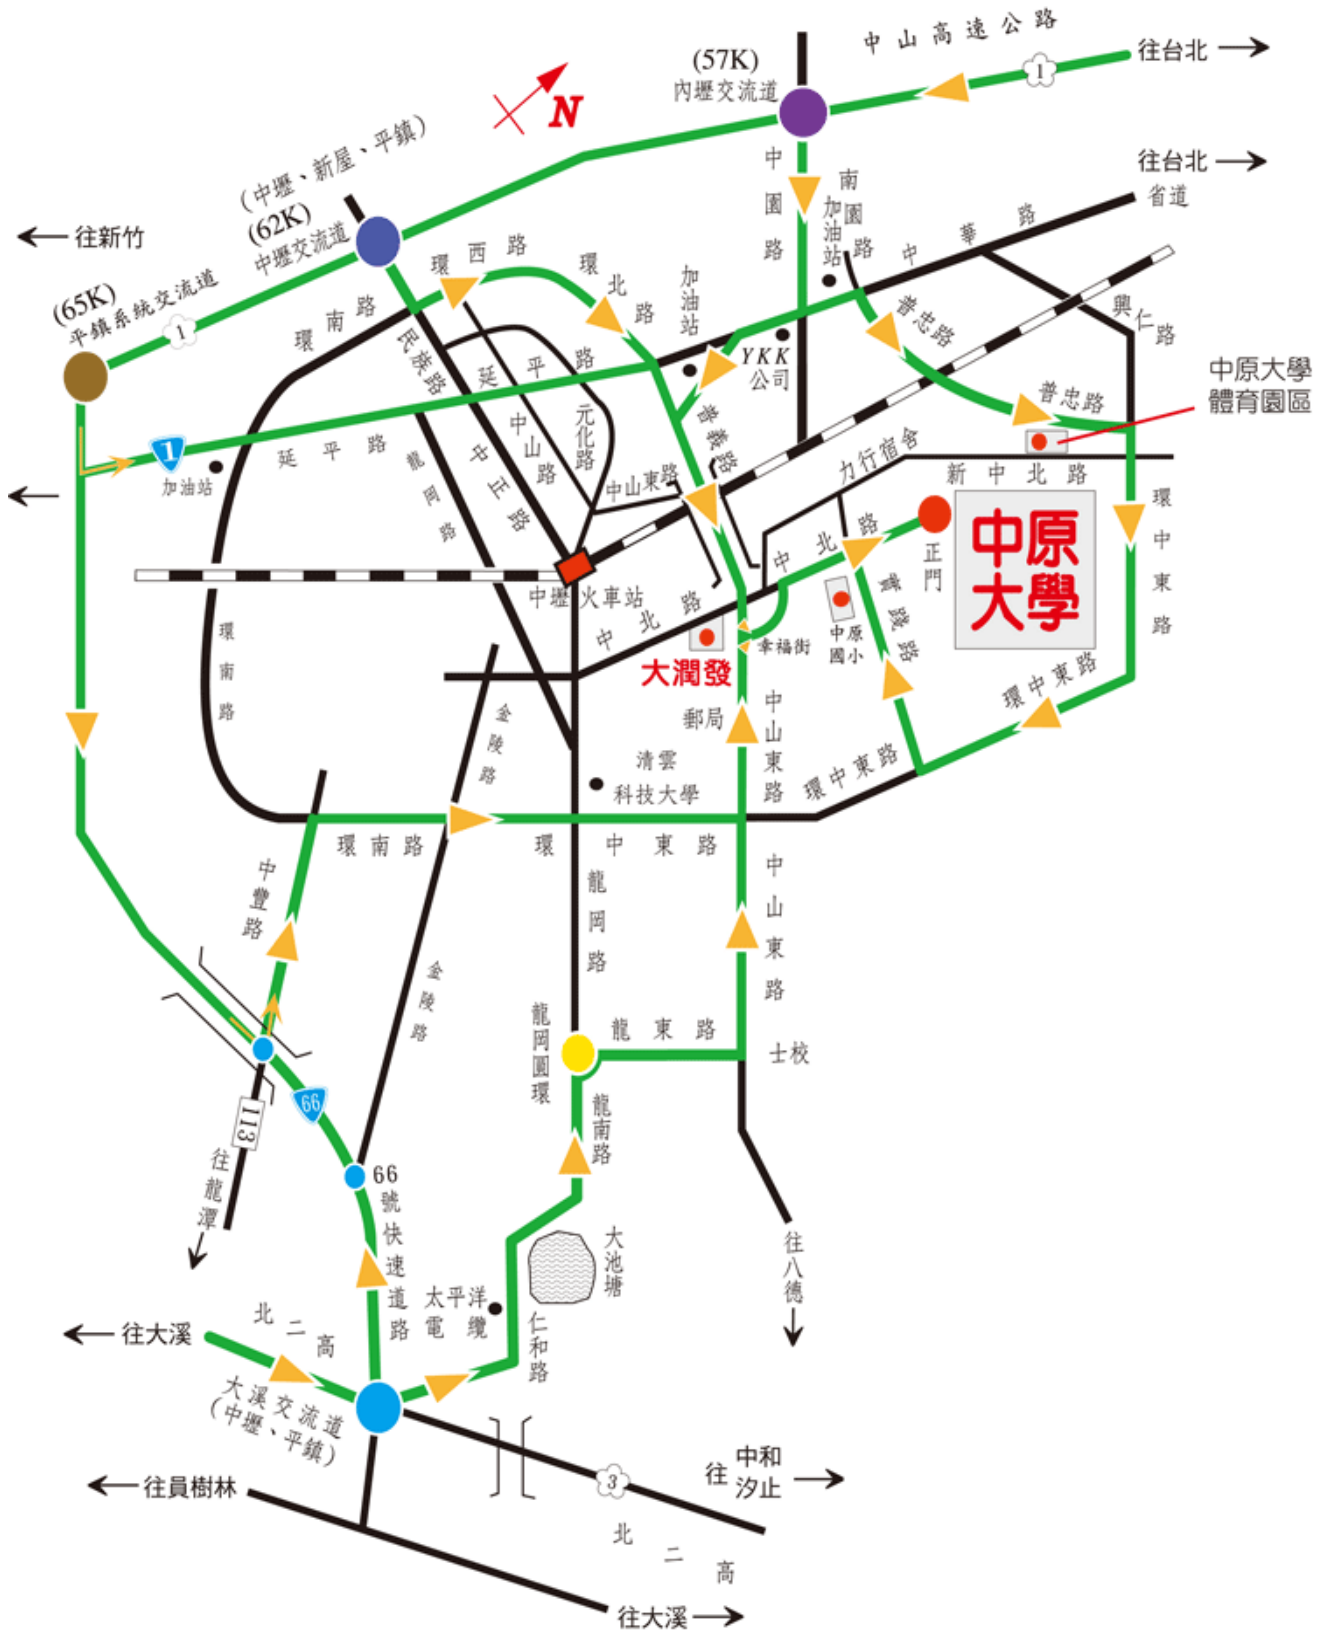 中山高速公路
1
往台北
(57K)
內壢交流道
N
往台北
省道
(中壢、新屋、平鎮)
(62K)
中壢交流道
往新竹
(65K)
平鎮系統交流道
1
中園路
南園路
加油站
中華路
興仁路
環西路
環北路
加油站
環南路
民族路
YKK
公司
普忠路
普忠路
中原大學
體育園區
延平路
元化路
中山路
普義路
1
加油站
延平路
龍岡路
中正路
中山東路
力行宿舍
新中北路
中原
大學
正門
環中東路
中北路
中壢火車站
中北路
實踐路
中原
國小
幸福街
大潤發
環南路
郵局
中山東路
環中東路
環中東路
金陵路
清雲
科技大學
環南路
環中東路
中豐路
龍岡路
中山東路
金陵路
龍東路
士校
龍岡圓環
龍南路
66
113
往龍潭
66
號快速道路
大池塘
往八德
太平洋
電纜
仁和路
往大溪
北二高
大溪交流道
(中壢、平鎮)
往員樹林
3
往
中和
汐止
北二高
往大溪